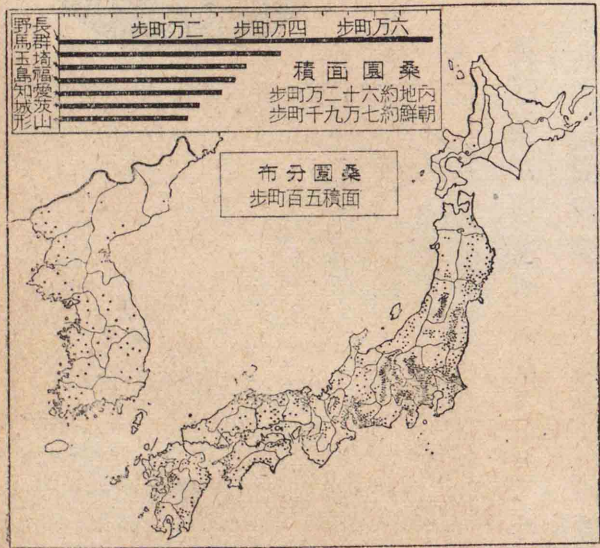 二万町歩
四万町歩
六万町歩
長野
群馬
埼玉
福島
愛知
茨城
山形
桑園面積
内地約六十二万町歩
朝鮮約七万九千町歩
桑園分布
面積五百町歩